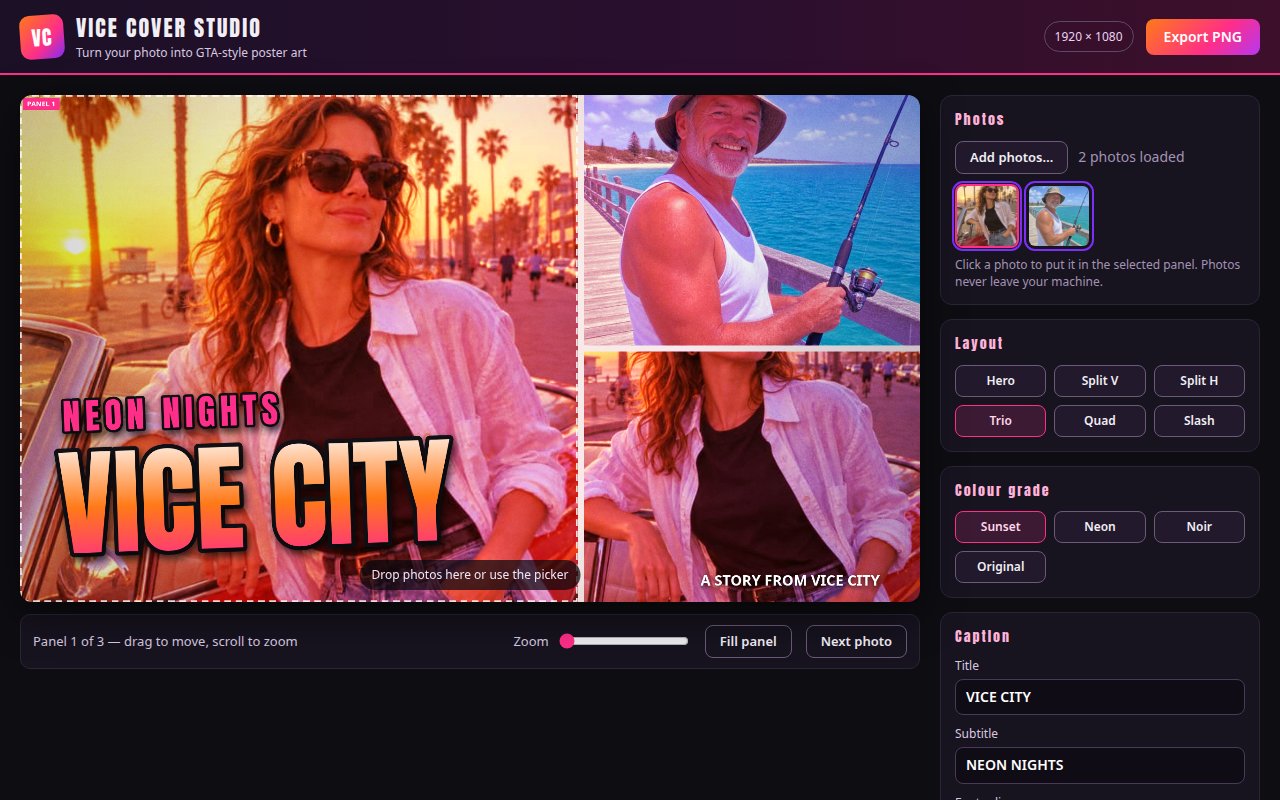 VC
VICE COVER STUDIO
Turn your photo into GTA-style poster art
1920 × 1080
Export PNG
PANEL 1
NEON NIGHTS
VICE CITY
Drop photos here or use the picker
A STORY FROM VICE CITY
Panel 1 of 3 — drag to move, scroll to zoom
Zoom
Fill panel
Next photo
Photos
Add photos...
2 photos loaded
Click a photo to put it in the selected panel. Photos
never leave your machine.
Layout
Hero
Split V
Split H
Trio
Quad
Slash
Colour grade
Sunset
Neon
Noir
Original
Caption
Title
VICE CITY
Subtitle
NEON NIGHTS